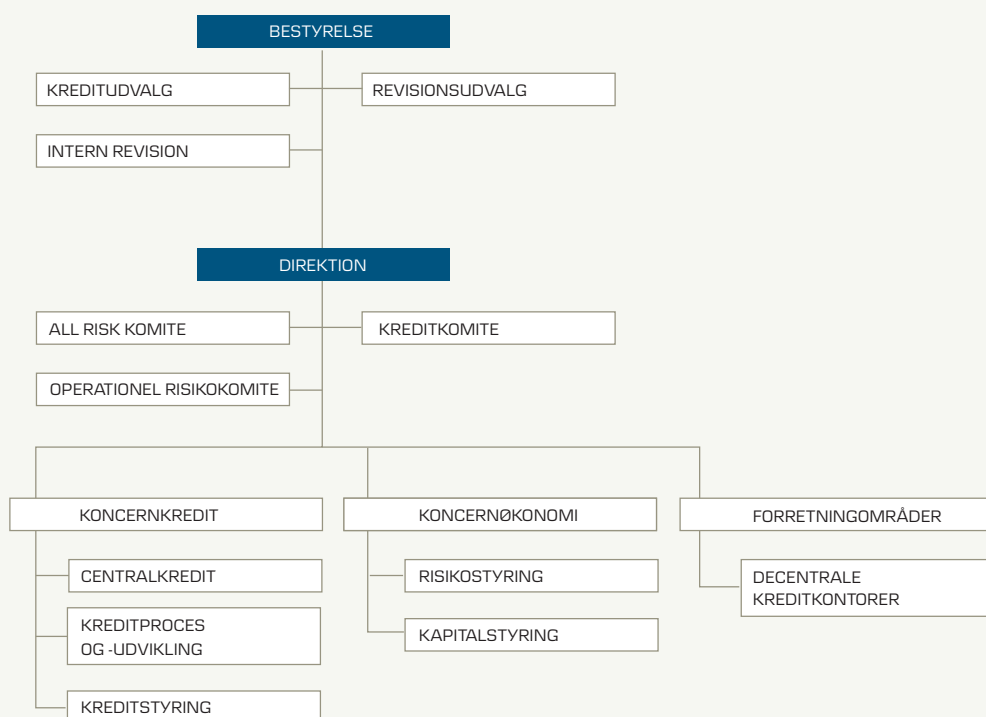 BESTYRELSE
KREDITUDVALG
REVISIONSUDVALG
INTERN REVISION
DIREKTION
ALL RISK KOMITE
KREDITKOMITE
OPERATIONEL RISIKOKOMITE
KONCERNKREDIT
KONCERNØKONOMI
FORRETNINGOMRÅDER
CENTRALKREDIT
RISIKOSTYRING
DECENTRALE
KREDITKONTORER
KREDITPROCES
OG -UDVIKLING
KAPITALSTYRING
KREDITSTYRING